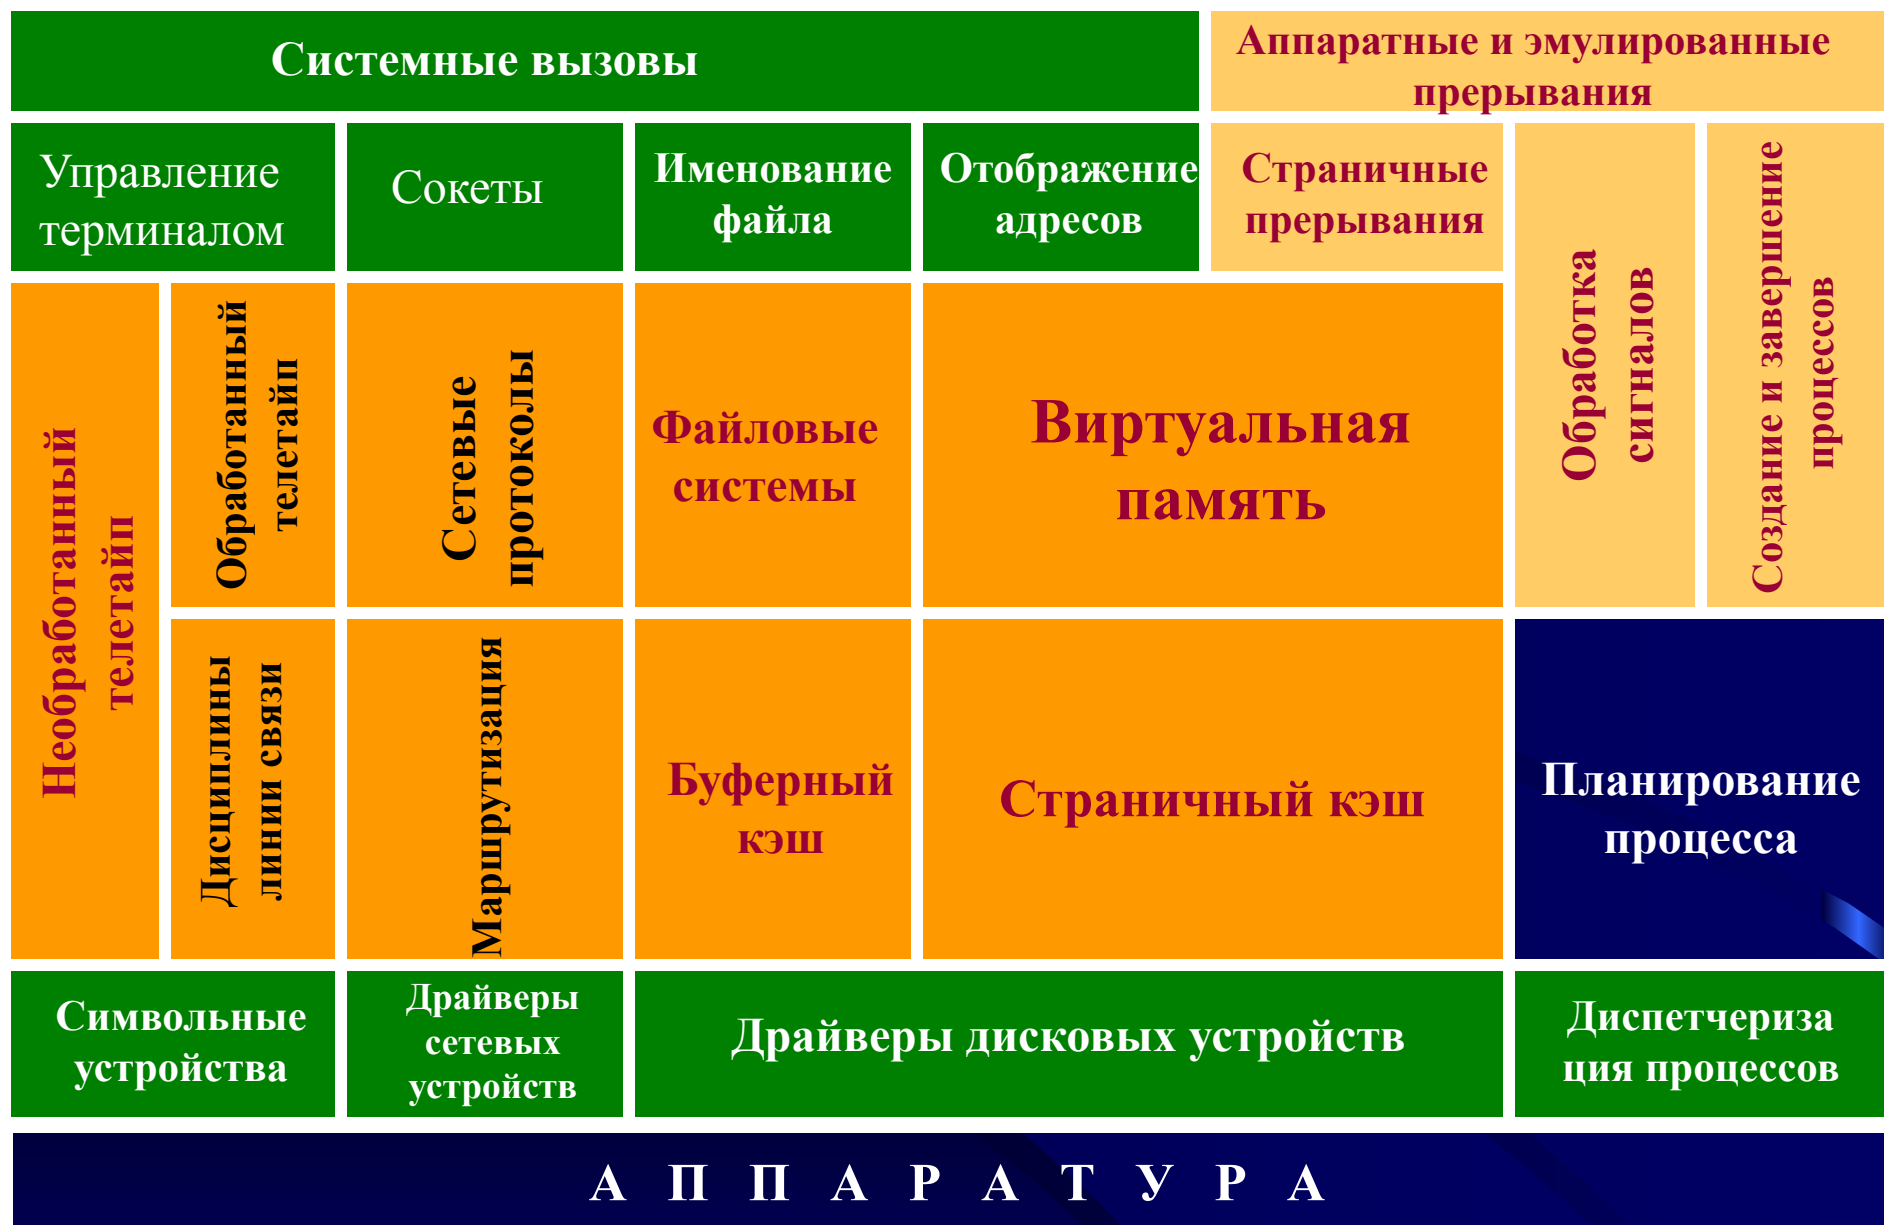 Системные вызовы
Аппаратные и эмулированные
прерывания
Управление
терминалом
Сокеты
Именование
файла
Отображение
адресов
Страничные
прерывания
Обработка
сигналов
Создание и завершение
процессов
Необработанный
телетайп
Обработанный
телетайп
Сетевые
протоколы
Файловые
системы
Виртуальная
память
Дисциплины
линии связи
Маршрутизация
Буферный
кэш
Страничный кэш
Планирование
процесса
Символьные
устройства
Драйверы
сетевых
устройств
Драйверы дисковых устройств
Диспетчериза
ция процессов
А П П А Р А Т У Р А